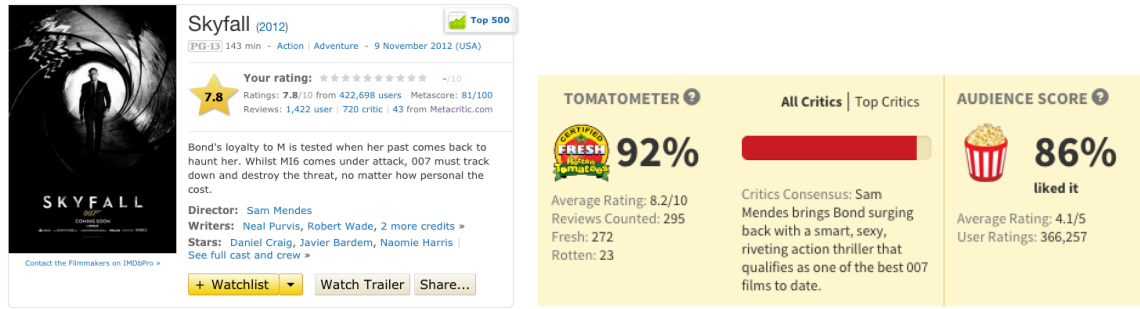 Skyfall (2012)
Top 500
PG-13 143 min - Action | Adventure - 9 November 2012 (USA)
7.8
Your rating: -/10
Ratings: 7.8/10 from 422,698 users Metascore: 81/100
Reviews: 1,422 user | 720 critic | 43 from Metacritic.com
Bond's loyalty to M is tested when her past comes back to
haunt her. Whilst MI6 comes under attack, 007 must track
down and destroy the threat, no matter how personal the
cost.
Director: Sam Mendes
Writers: Neal Purvis, Robert Wade, 2 more credits »
Stars: Daniel Craig, Javier Bardem, Naomie Harris |
See full cast and crew »
+ Watchlist
Watch Trailer
Share...
SKYFALL
007
COMING SOON
Contact the Filmmakers on IMDbPro »
TOMATOMETER ?
CERTIFIED
FRESH
Rotten
Tomatoes
92%
Average Rating: 8.2/10
Reviews Counted: 295
Fresh: 272
Rotten: 23
All Critics | Top Critics
Critics Consensus: Sam
Mendes brings Bond surging
back with a smart, sexy,
riveting action thriller that
qualifies as one of the best 007
films to date.
AUDIENCE SCORE ?
86%
liked it
Average Rating: 4.1/5
User Ratings: 366,257